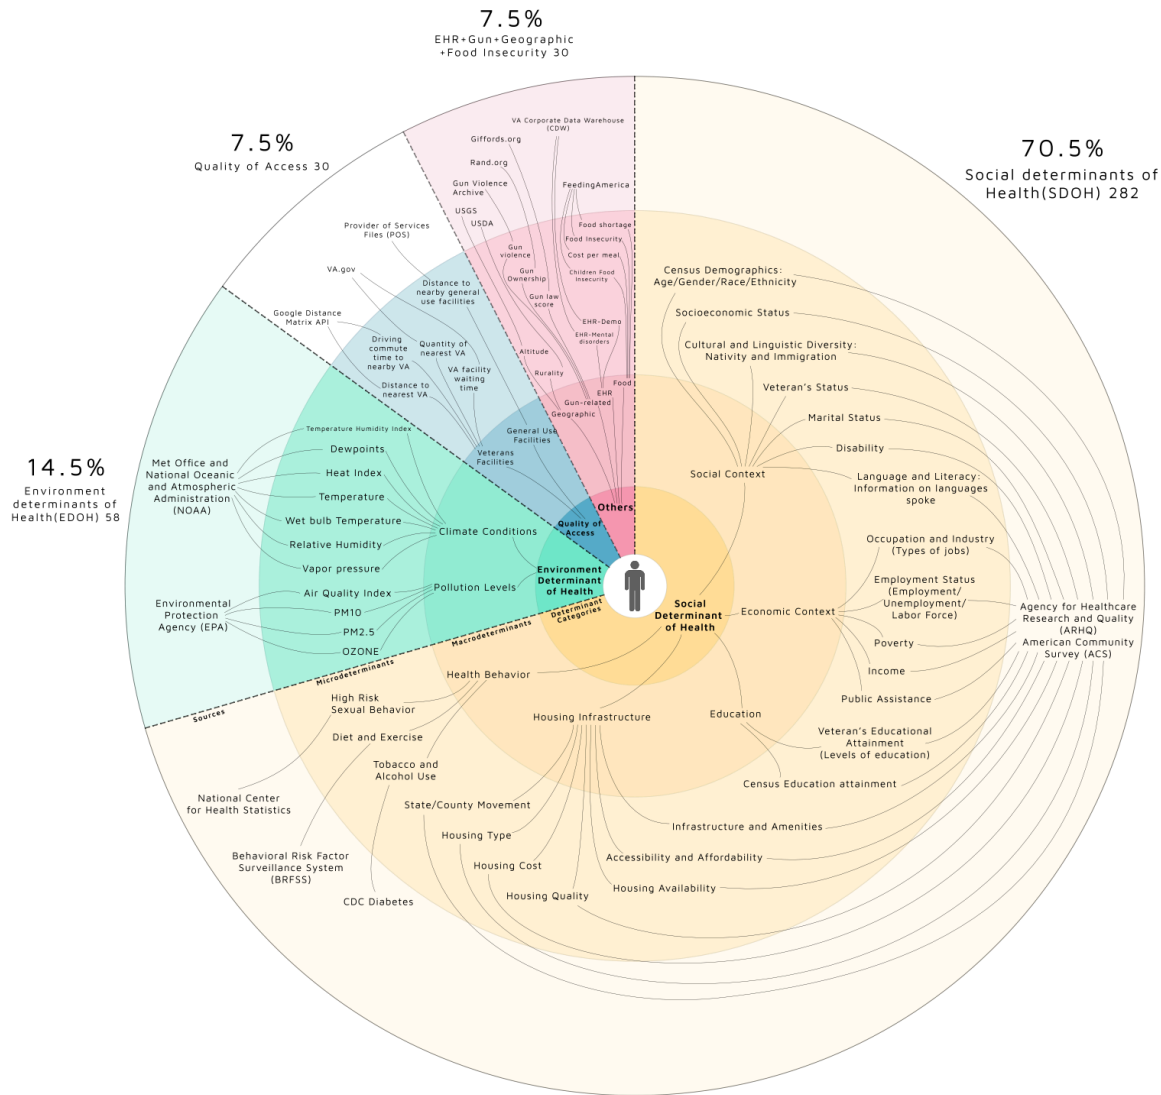 7.5%
EHR+Gun+Geographic
+Food Insecurity 30
7.5%
Quality of Access 30
70.5%
Social determinants of
Health(SDOH) 282
14.5%
Environment
determinants of
Health(EDOH) 58
VA Corporate Data Warehouse
(CDW)
Giffords.org
Rand.org
Gun Violence
Archive
USGS
USDA
FeedingAmerica
Food shortage
Food Insecurity
Cost per meal
Children Food
Insecurity
Gun
violence
Gun
Ownership
Gun law
score
EHR-Demo
EHR-Mental
disorders
Altitude
Rurality
Food
EHR
Gun-related
Geographic
Others
Provider of Services
Files (POS)
VA.gov
Google Distance
Matrix API
Distance to
nearby general
use facilities
Driving
commute
time to
nearby VA
Quantity of
nearest VA
VA facility
waiting
time
Distance to
nearest VA
General Use
Facilities
Veterans
Facilities
Quality of
Access
Met Office and
National Oceanic
and Atmospheric
Administration
(NOAA)
Temperature Humidity Index
Dewpoints
Heat Index
Temperature
Wet bulb Temperature
Relative Humidity
Vapor pressure
Climate Conditions
Environmental
Protection
Agency (EPA)
Air Quality Index
PM10
PM2.5
OZONE
Pollution Levels
Environment
Determinant
of Health
Determinant
Categories
Macrodeterminants
Microdeterminants
Sources
Census Demographics:
Age/Gender/Race/Ethnicity
Socioeconomic Status
Cultural and Linguistic Diversity:
Nativity and Immigration
Veteran's Status
Marital Status
Disability
Language and Literacy:
Information on languages
spoke
Social Context
Occupation and Industry
(Types of jobs)
Employment Status
(Employment/
Unemployment/
Labor Force)
Poverty
Income
Public Assistance
Economic Context
Social
Determinant
of Health
Agency for Healthcare
Research and Quality
(ARHQ)
American Community
Survey (ACS)
Education
Veteran's Educational
Attainment
(Levels of education)
Census Education attainment
Housing Infrastructure
Infrastructure and Amenities
Accessibility and Affordability
Housing Availability
Housing Quality
Housing Cost
Housing Type
State/County Movement
Health Behavior
High Risk
Sexual Behavior
Diet and Exercise
Tobacco and
Alcohol Use
National Center
for Health Statistics
Behavioral Risk Factor
Surveillance System
(BRFSS)
CDC Diabetes